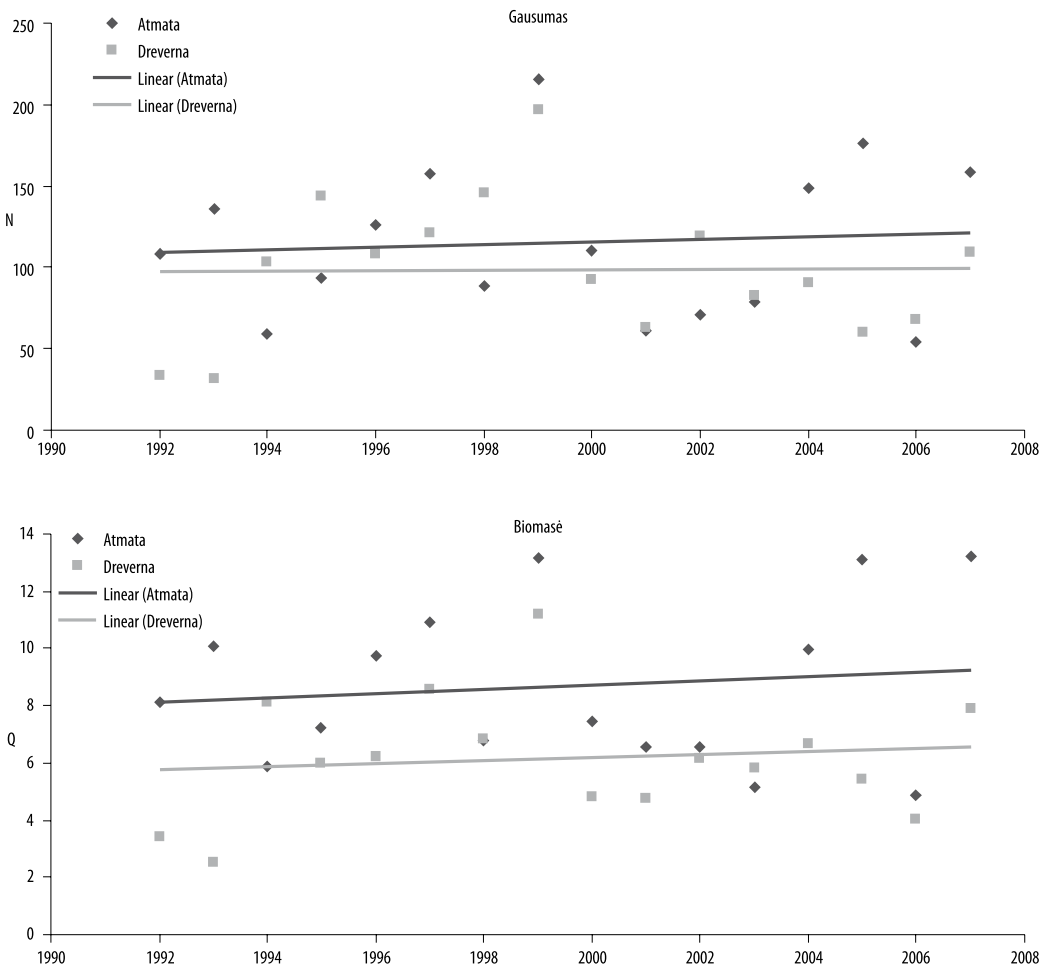 Gausumas
Atmata
Dreverna
Linear (Atmata)
Linear (Dreverna)
250
200
150
100
50
0
N
1990 1992 1994 1996 1998 2000 2002 2004 2006 2008
Biomasė
Atmata
Dreverna
Linear (Atmata)
Linear (Dreverna)
14
12
10
8
6
4
2
0
Q
1990 1992 1994 1996 1998 2000 2002 2004 2006 2008